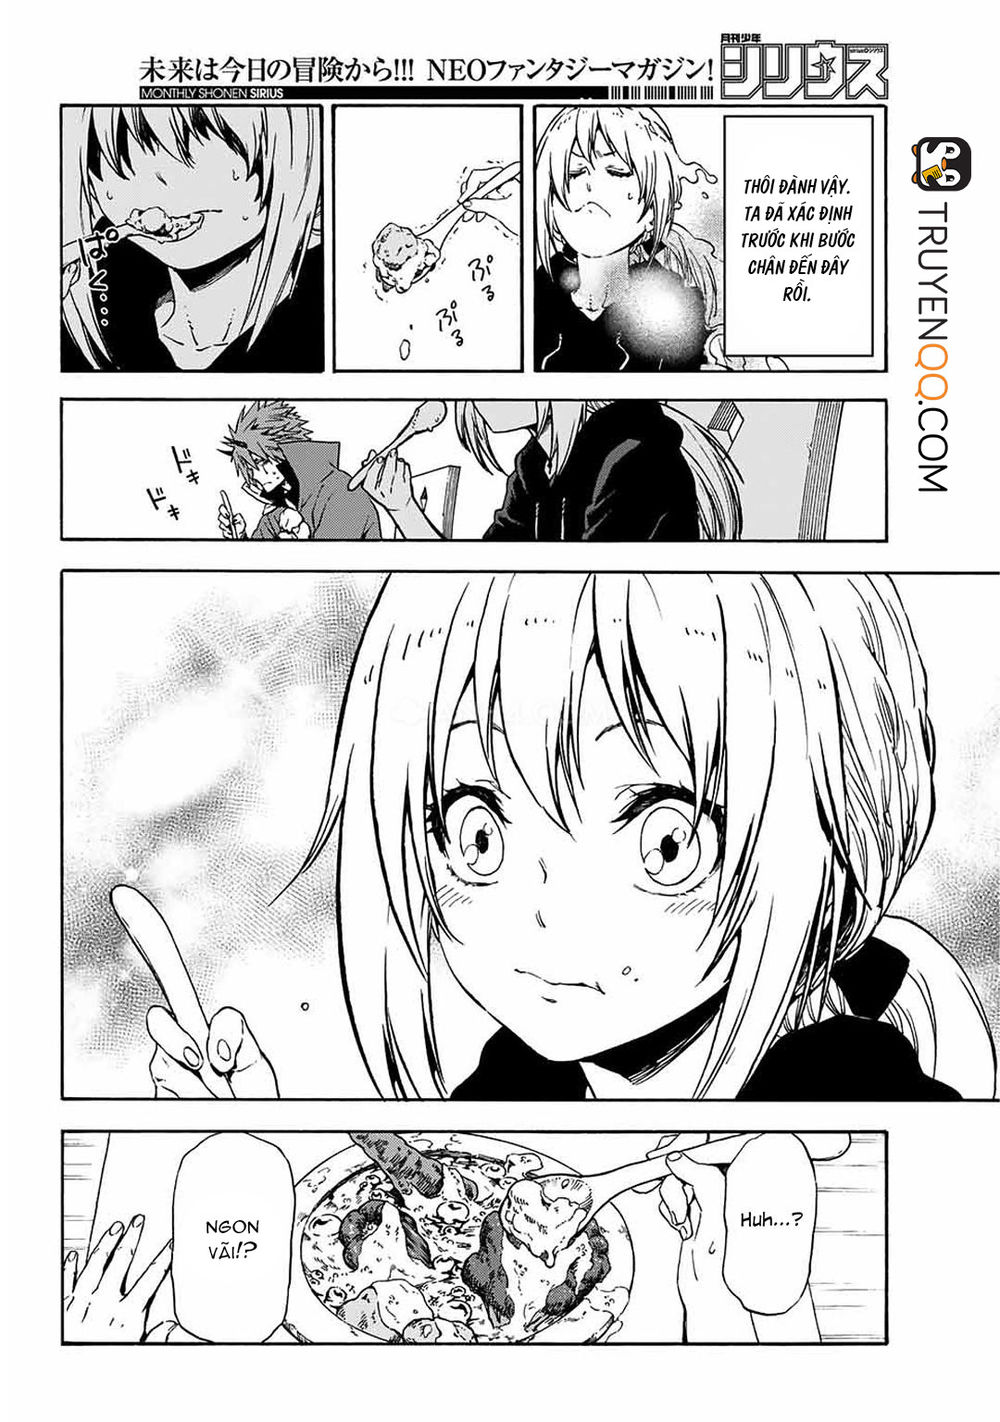 月刊少年
未来は今日の冒険から!!! NEOファンタジーマガジン!
シリウス
MONTHLY SHONEN SIRIUS
THÔI ĐÀNH VẬY.
TA ĐÃ XÁC ĐỊNH
TRƯỚC KHI BƯỚC
CHÂN ĐẾN ĐÂY
RỒI.
ぷるぷる
ぱく…
TRUYENQQ.COM
ドキドキ
Huh...?
NGON
VÃI!?